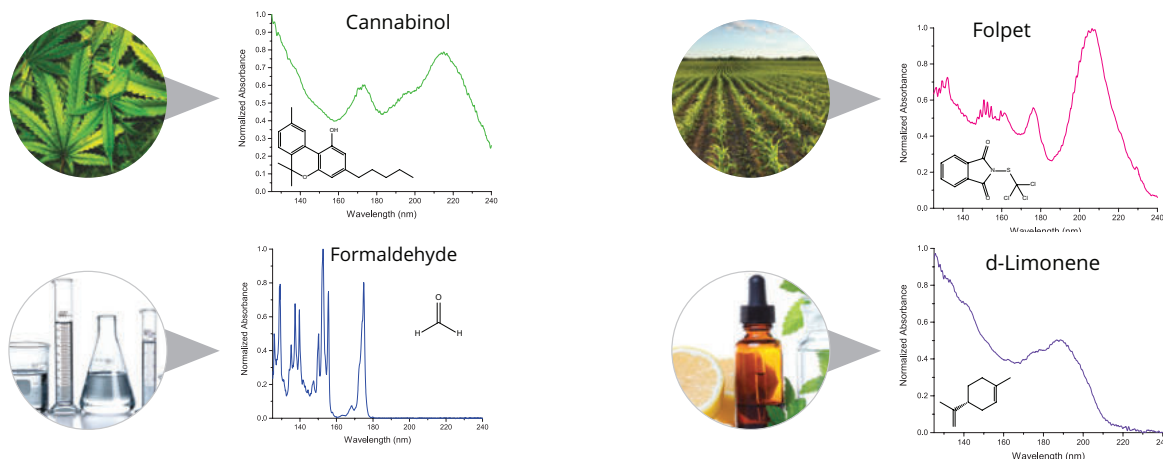 Cannabinol
Normalized Absorbance
1.0
0.9
0.8
0.7
0.6
0.5
0.4
0.3
0.2
0.1
0.0
OH
O
140 160 180 200 220 240
Wavelength (nm)
Folpet
Normalized Absorbance
1.0
0.8
0.6
0.4
0.2
0.0
O
N S
O
Cl
Cl
Cl
140 160 180 200 220 240
Wavelength (nm)
Formaldehyde
Normalized Absorbance
1.0
0.8
0.6
0.4
0.2
0.0
O
H H
140 160 180 200 220 240
Wavelength (nm)
d-Limonene
Normalized Absorbance
1.0
0.8
0.6
0.4
0.2
0.0
140 160 180 200 220 240
Wavelength (nm)